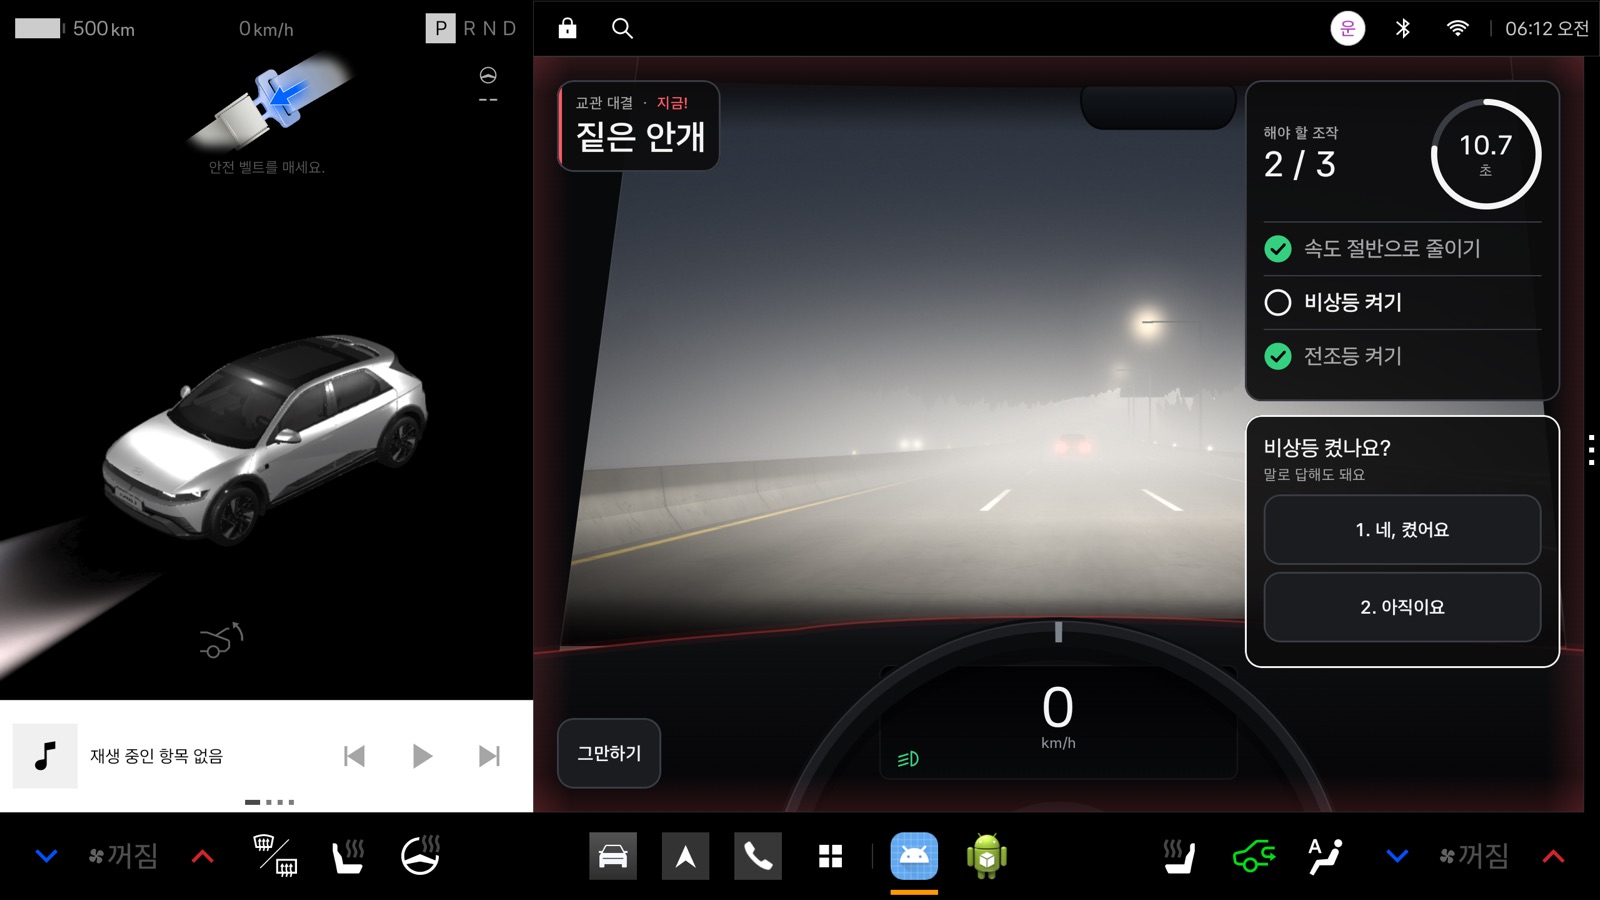 500 km
0 km/h
P R N D
06:12 오전
운
--
안전 벨트를 매세요.
교관 대결 · 지금!
짙은 안개
해야 할 조작
2 / 3
10.7
초
속도 절반으로 줄이기
비상등 켜기
전조등 켜기
비상등 켰나요?
말로 답해도 돼요
1. 네, 켰어요
2. 아직이요
0
km/h
그만하기
재생 중인 항목 없음
꺼짐
A
꺼짐